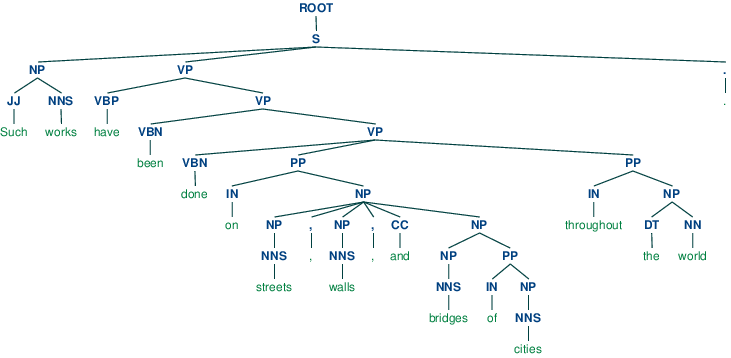 ROOT
S
NP VP .
JJ NNS VBP VP .
Such works have VBN VP
been VBN PP PP
done IN NP IN NP
on NP , NP , CC NP throughout DT NN
NNS , NNS , and NP PP the world
streets walls NNS IN NP
bridges of NNS
cities